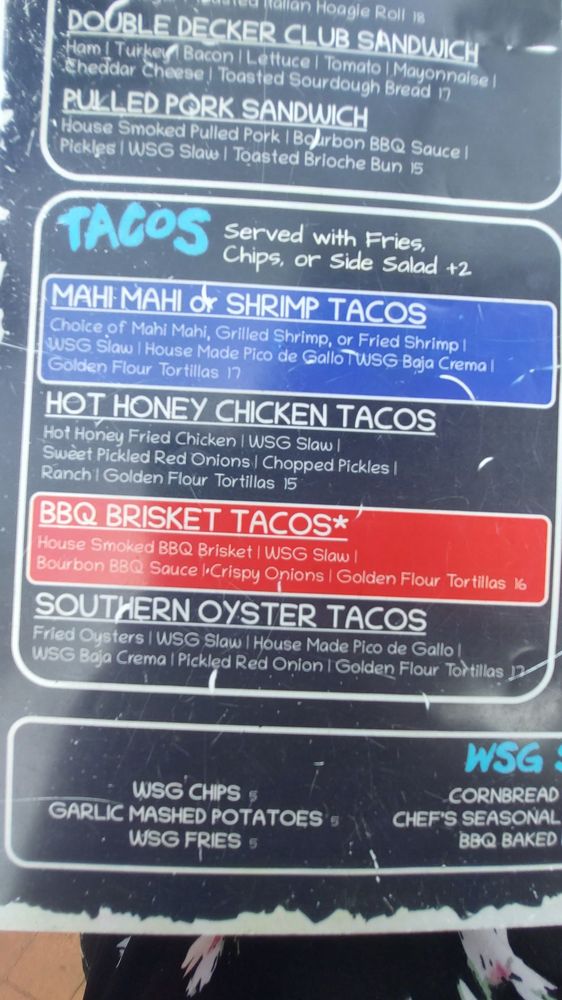 Italian Hoagie Roll 18
DOUBLE DECKER CLUB SANDWICH
Ham | Turkey | Bacon | Lettuce | Tomato | Mayonnaise |
Cheddar Cheese | Toasted Sourdough Bread 17
PULLED PORK SANDWICH
House Smoked Pulled Pork | Bourbon BBQ Sauce |
Pickles | WSG Slaw | Toasted Brioche Bun 15
TACOS
Served with Fries,
Chips, or Side Salad +2
MAHI MAHI or SHRIMP TACOS
Choice of Mahi Mahi, Grilled Shrimp, or Fried Shrimp |
WSG Slaw | House Made Pico de Gallo | WSG Baja Crema |
Golden Flour Tortillas 17
HOT HONEY CHICKEN TACOS
Hot Honey Fried Chicken | WSG Slaw |
Sweet Pickled Red Onions | Chopped Pickles |
Ranch | Golden Flour Tortillas 15
BBQ BRISKET TACOS*
House Smoked BBQ Brisket | WSG Slaw |
Bourbon BBQ Sauce | Crispy Onions | Golden Flour Tortillas 16
SOUTHERN OYSTER TACOS
Fried Oysters | WSG Slaw | House Made Pico de Gallo |
WSG Baja Crema | Pickled Red Onion | Golden Flour Tortillas 17
WSG S
WSG CHIPS 5
GARLIC MASHED POTATOES 5
WSG FRIES 5
CORNBREAD
CHEF'S SEASONAL
BBQ BAKED